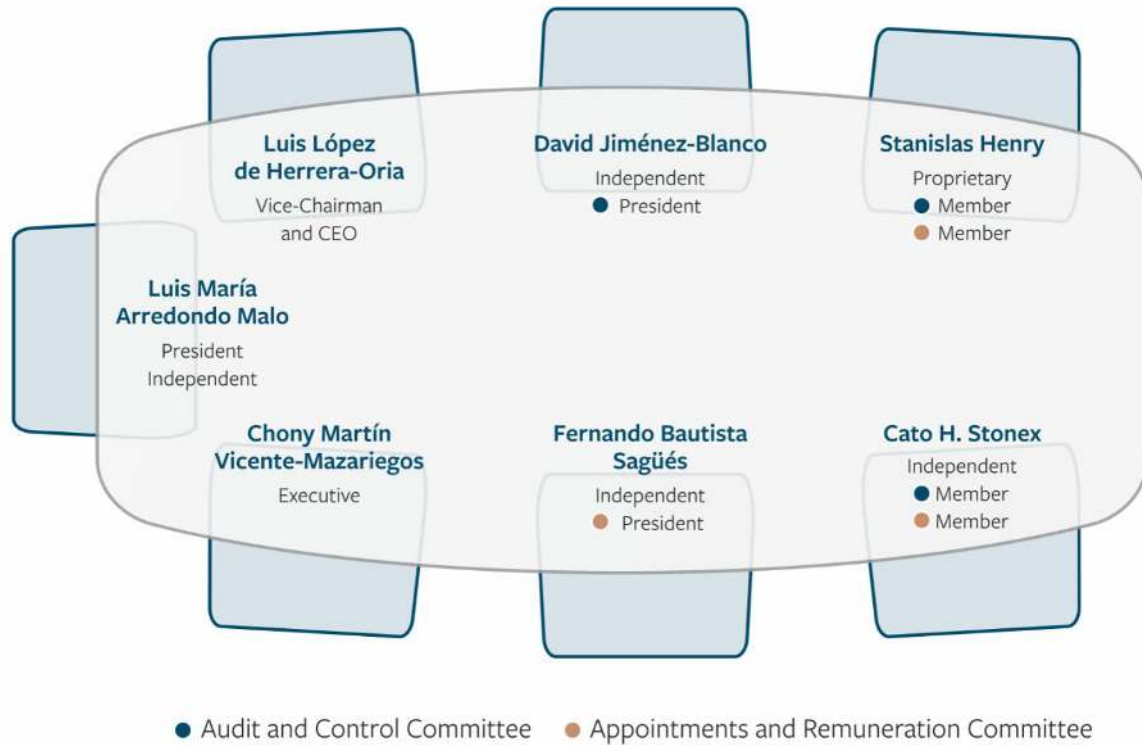 Luis López
de Herrera-Oria
Vice-Chairman
and CEO
David Jiménez-Blanco
Independent
President
Stanislas Henry
Proprietary
Member
Member
Luis María
Arredondo Malo
President
Independent
Chony Martín
Vicente-Mazariegos
Executive
Fernando Bautista
Sagüés
Independent
President
Cato H. Stonex
Independent
Member
Member
Audit and Control Committee
Appointments and Remuneration Committee